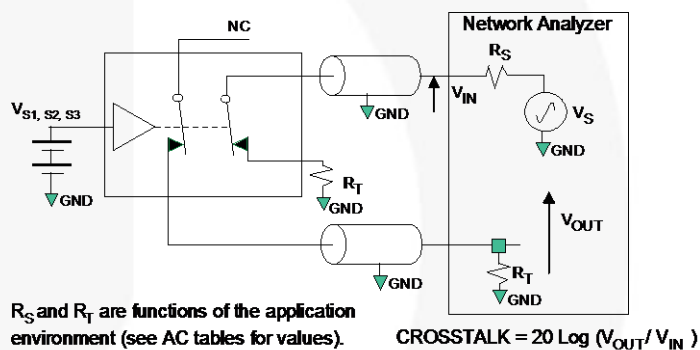 Network Analyzer
NC
R_S
V_S1, S2, S3
GND
V_IN
V_S
GND
GND
R_T
GND
V_OUT
R_T
GND
GND
R_S and R_T are functions of the application
environment (see AC tables for values).
CROSSTALK = 20 Log (V_OUT/ V_IN )